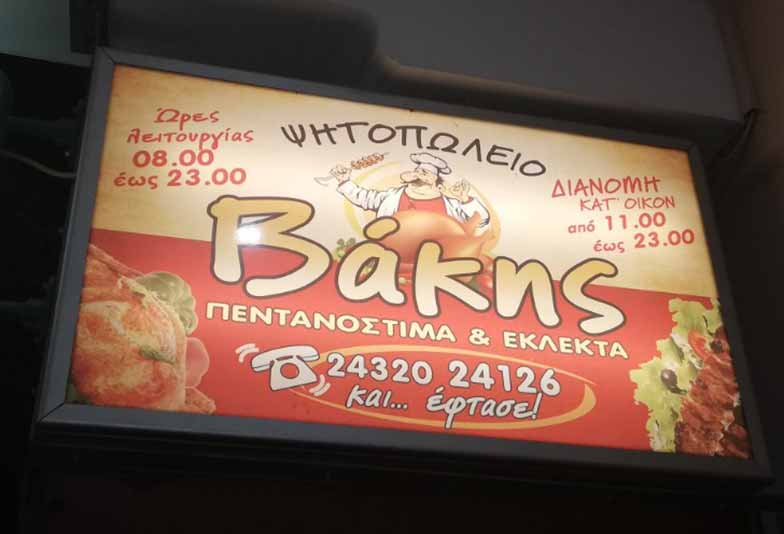 Ώρες
λειτουργίας
08.00
έως 23.00
ΨΗΤΟΠΩΛΕΙΟ
ΔΙΑΝΟΜΗ
ΚΑΤ' ΟΙΚΟΝ
από 11.00
έως 23.00
Βάκης
ΠΕΝΤΑΝΟΣΤΙΜΑ & ΕΚΛΕΚΤΑ
24320 24126
και... έφτασε!